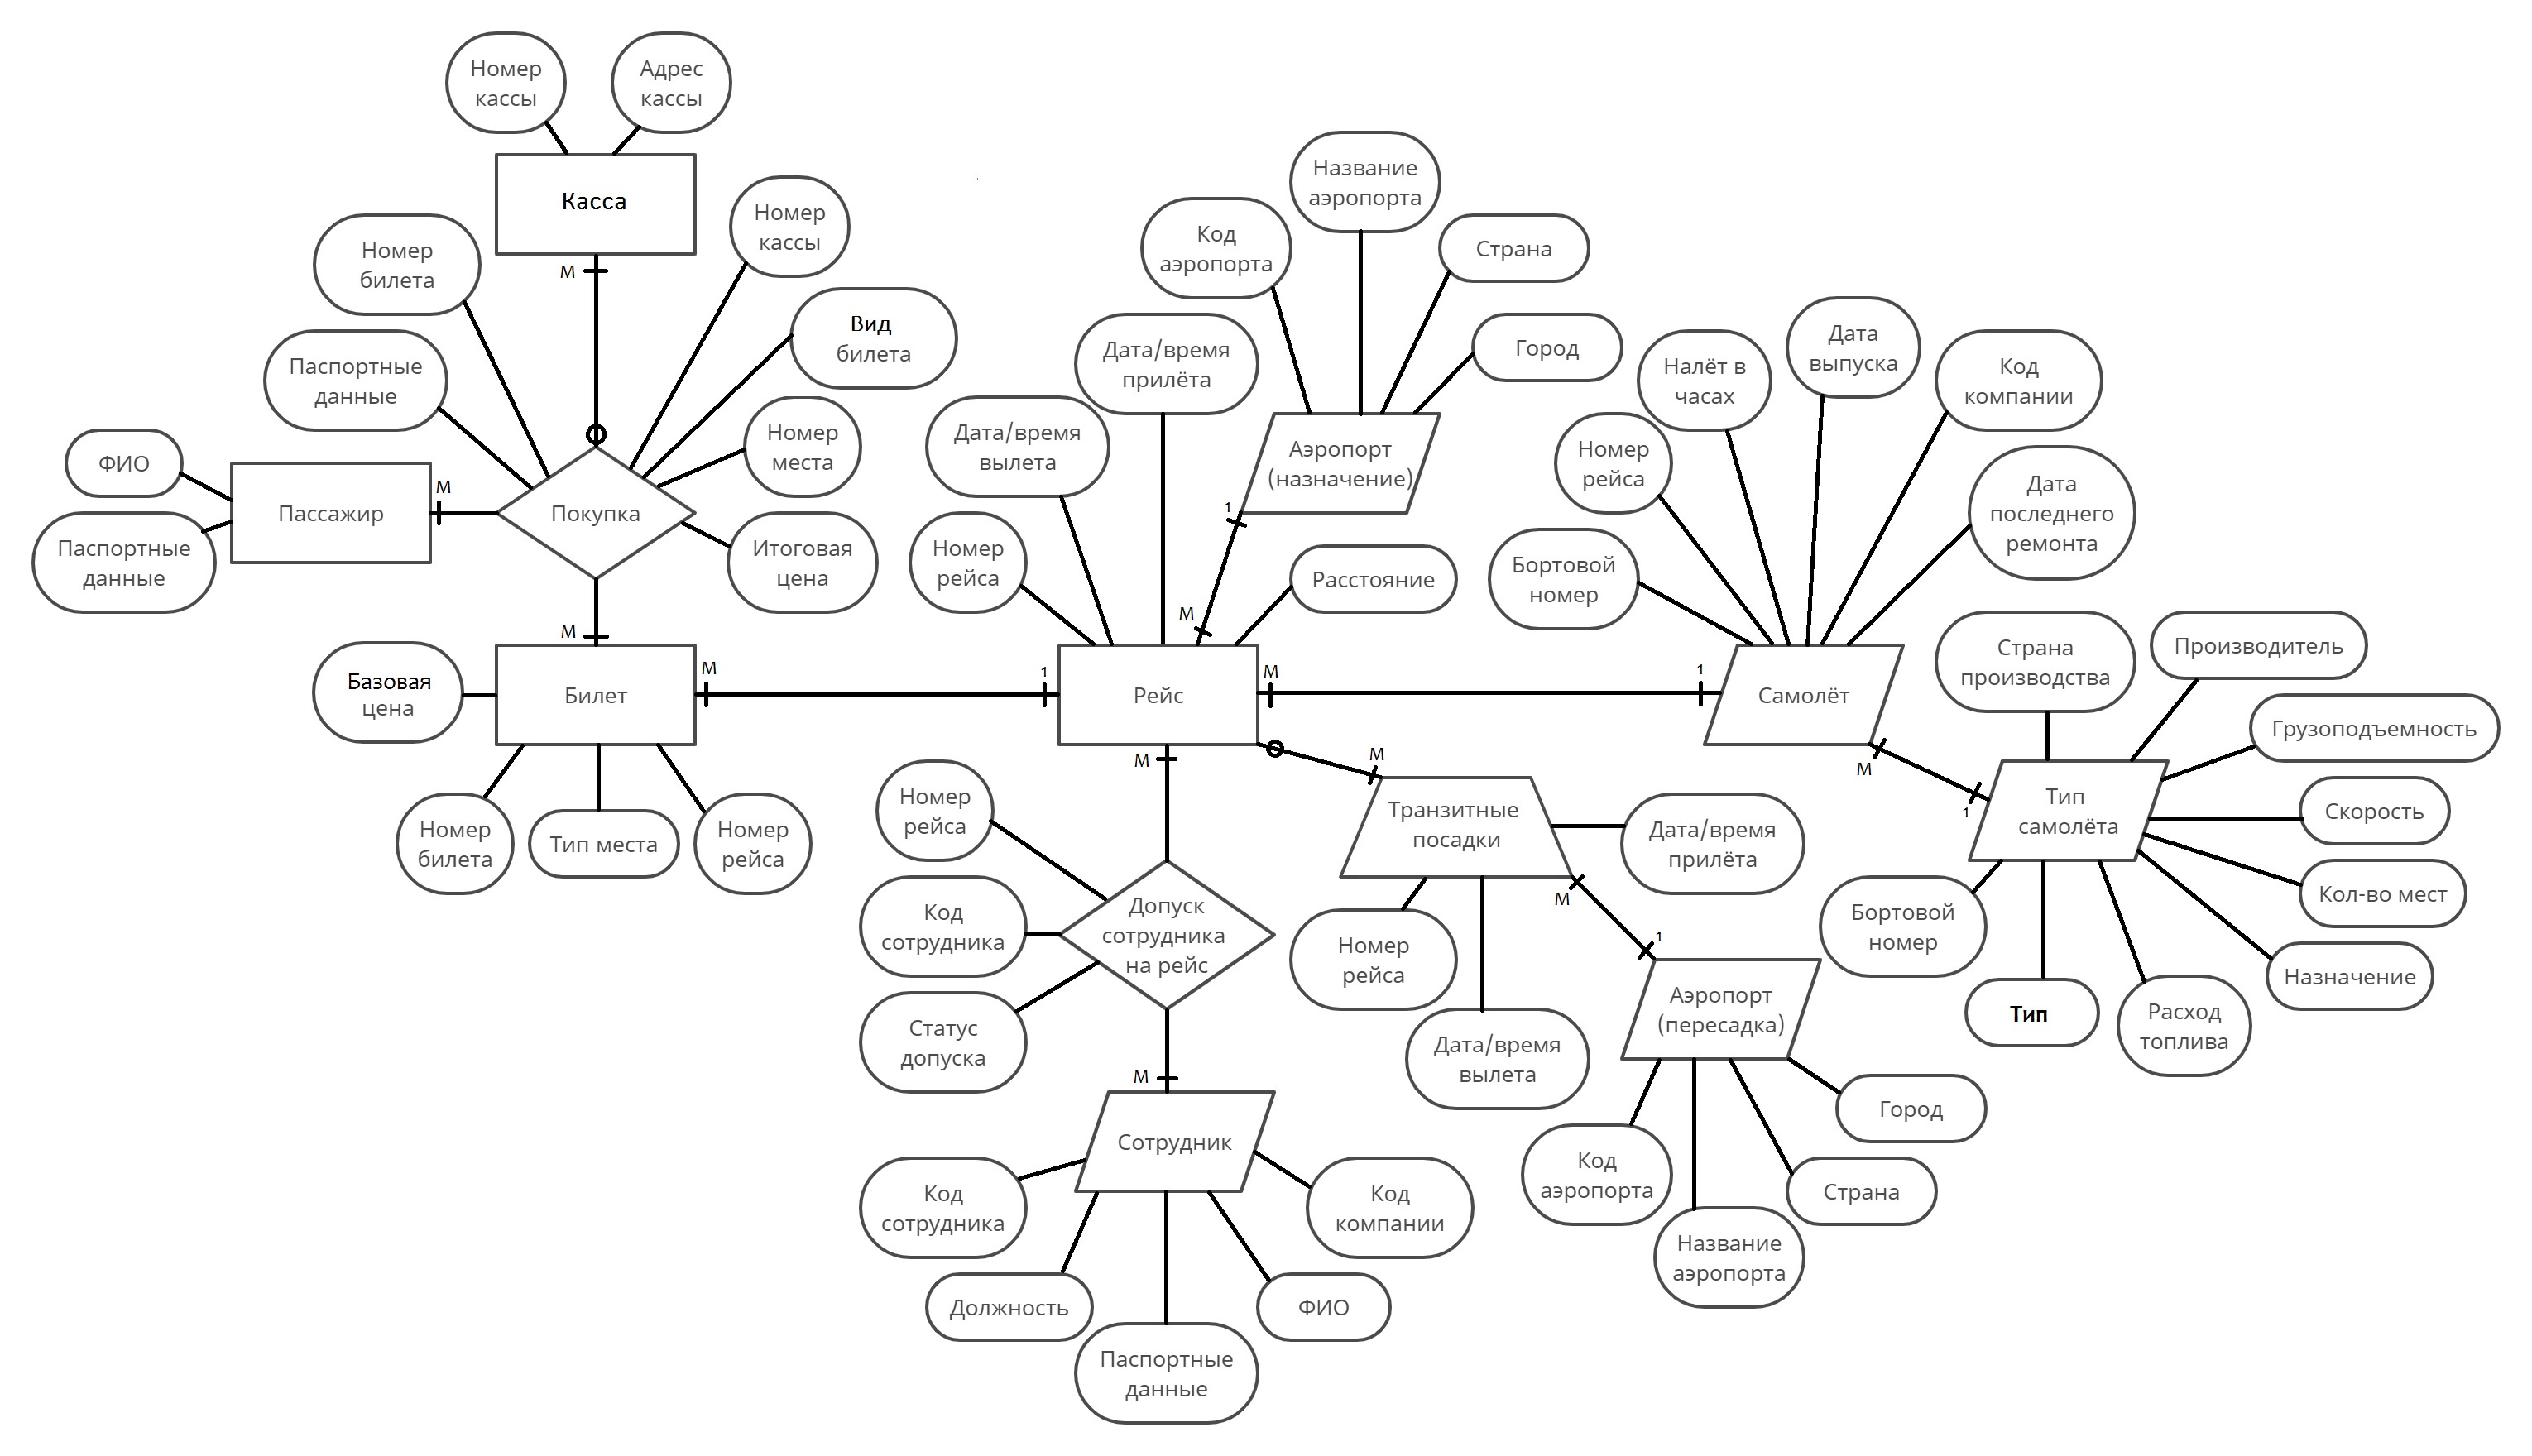 Номер
кассы
Адрес
кассы
Касса
М
Номер
билета
Номер
кассы
Паспортные
данные
Вид
билета
Номер
места
ФИО
Пассажир
М
Покупка
Паспортные
данные
Итоговая
цена
М
Базовая
цена
Билет
М
1
Номер
билета
Тип места
Номер
рейса
Название
аэропорта
Код
аэропорта
Страна
Город
Дата/время
прилёта
Дата/время
вылета
Аэропорт
(назначение)
1
Номер
рейса
Расстояние
М
Рейс
М
1
М
М
Номер
рейса
Код
сотрудника
Статус
допуска
Допуск
сотрудника
на рейс
М
Сотрудник
Код
сотрудника
Код
компании
Должность
ФИО
Паспортные
данные
Транзитные
посадки
Дата/время
прилёта
М
1
Номер
рейса
Дата/время
вылета
Аэропорт
(пересадка)
Город
Код
аэропорта
Страна
Название
аэропорта
Дата
выпуска
Налёт в
часах
Код
компании
Номер
рейса
Дата
последнего
ремонта
Бортовой
номер
Самолёт
М
1
Страна
производства
Производитель
Грузоподъемность
Тип
самолёта
Скорость
Кол-во мест
Бортовой
номер
Назначение
Тип
Расход
топлива